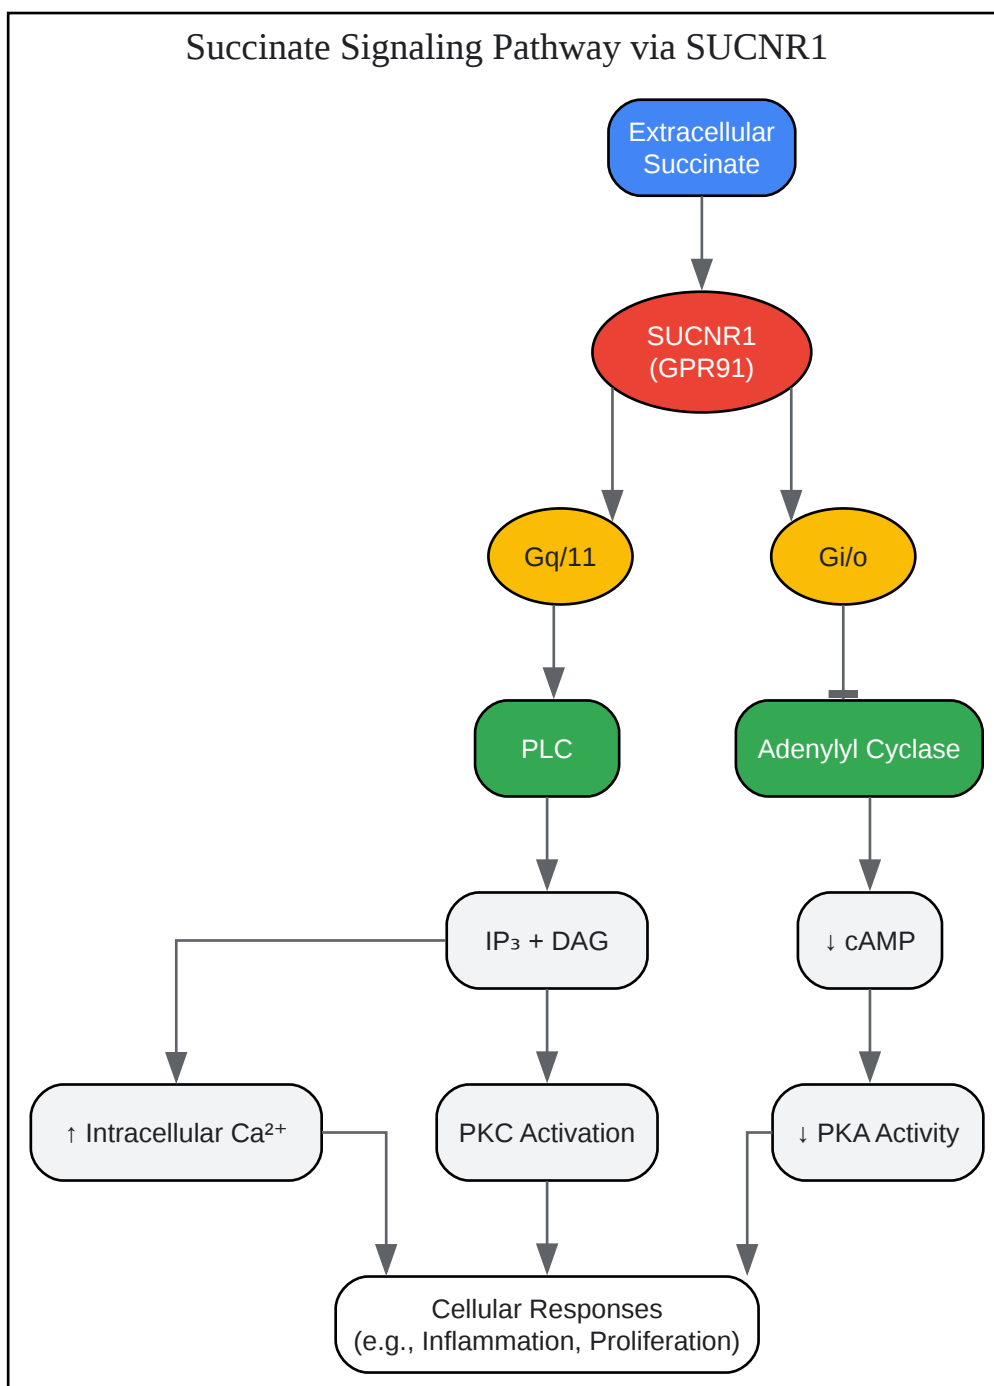 Succinate Signaling Pathway via SUCNR1
Extracellular
Succinate
SUCNR1
(GPR91)
Gq/11
Gi/o
PLC
Adenylyl Cyclase
IP₃ + DAG
↓ cAMP
↑ Intracellular Ca²⁺
PKC Activation
↓ PKA Activity
Cellular Responses
(e.g., Inflammation, Proliferation)